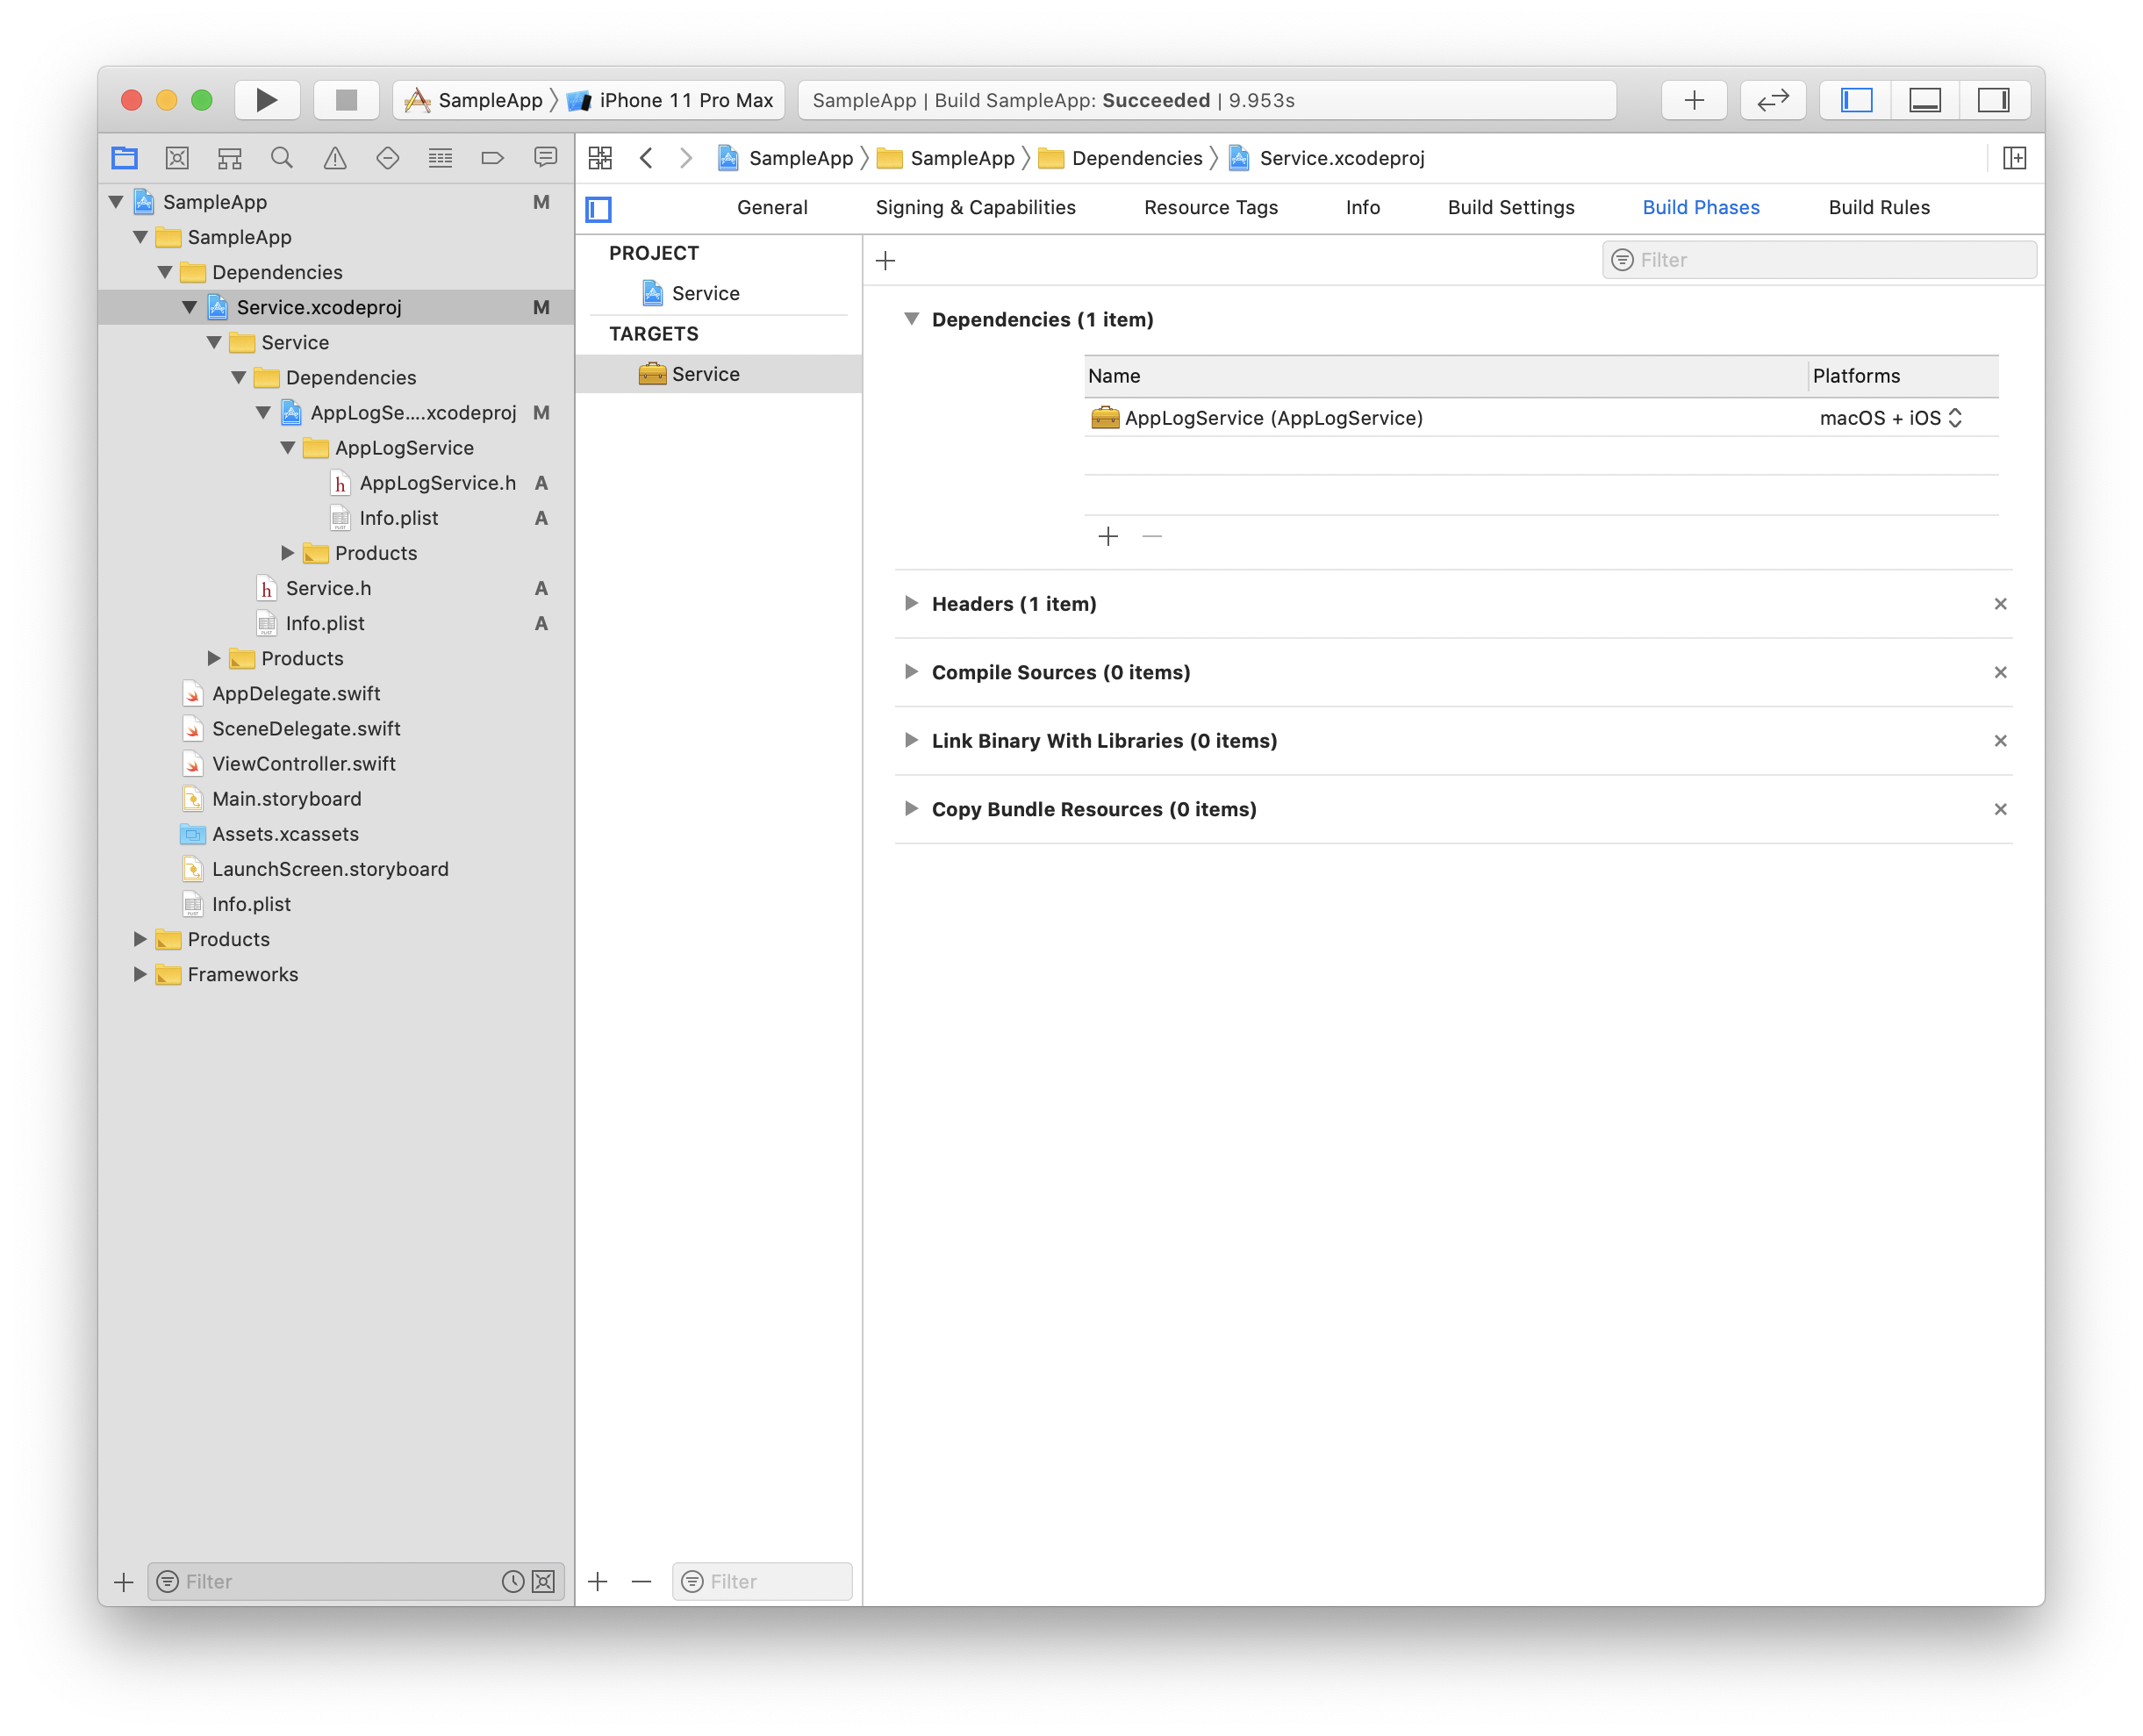 SampleApp 〉 iPhone 11 Pro Max
SampleApp | Build SampleApp: Succeeded | 9.953s
SampleApp M
SampleApp
Dependencies
Service.xcodeproj M
Service
Dependencies
AppLogSe....xcodeproj M
AppLogService
AppLogService.h A
Info.plist A
Products
Service.h A
Info.plist A
Products
AppDelegate.swift
SceneDelegate.swift
ViewController.swift
Main.storyboard
Assets.xcassets
LaunchScreen.storyboard
Info.plist
Products
Frameworks
Filter
SampleApp 〉 SampleApp 〉 Dependencies 〉 Service.xcodeproj
General Signing & Capabilities Resource Tags Info Build Settings Build Phases Build Rules
PROJECT
Service
TARGETS
Service
Filter
Filter
Dependencies (1 item)
Name Platforms
AppLogService (AppLogService) macOS + iOS
Headers (1 item)
Compile Sources (0 items)
Link Binary With Libraries (0 items)
Copy Bundle Resources (0 items)